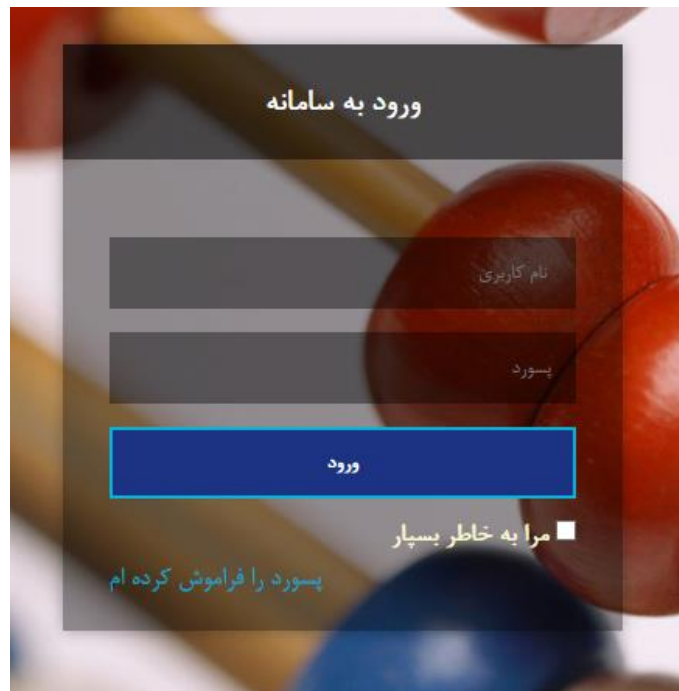 ورود به سامانه
نام کاربری
پسورد
ورود
مرا به خاطر بسپار
پسورد را فراموش کرده ام